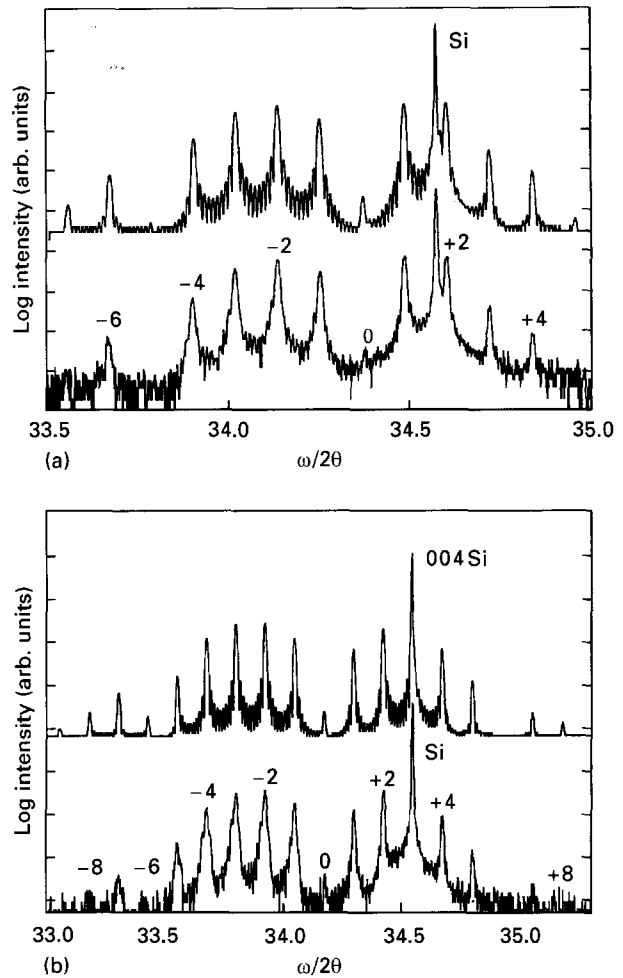 Si
Log intensity (arb. units)
−2
−4
+2
−6
0
+4
33.5 34.0 34.5 35.0
(a) ω/2θ
004Si
Log intensity (arb. units)
Si
−4 −2 +2
+4
−8 −6 0 +8
33.0 33.5 34.0 34.5 35.0
(b) ω/2θ